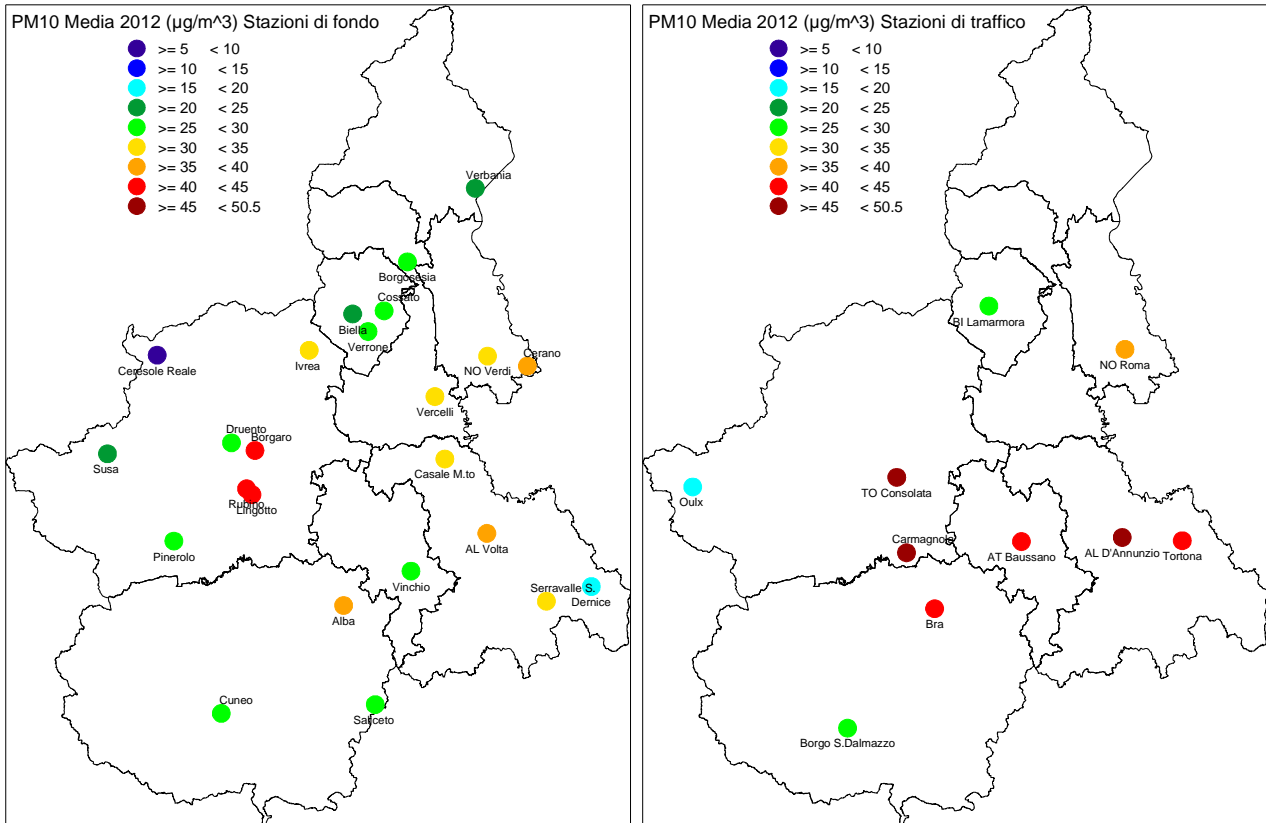 PM10 Media 2012 (µg/m^3) Stazioni di fondo
>= 5 < 10
>= 10 < 15
>= 15 < 20
>= 20 < 25
>= 25 < 30
>= 30 < 35
>= 35 < 40
>= 40 < 45
>= 45 < 50.5
Verbania
Borgosesia
Cossato
Biella
Verrone
Ceresole Reale
Ivrea
NO Verdi
Cerano
Vercelli
Druento
Borgaro
Susa
Casale M.to
Rubino
Lingotto
Pinerolo
AL Volta
Vinchio
Serravalle S.
Dernice
Alba
Cuneo
Saliceto
PM10 Media 2012 (µg/m^3) Stazioni di traffico
>= 5 < 10
>= 10 < 15
>= 15 < 20
>= 20 < 25
>= 25 < 30
>= 30 < 35
>= 35 < 40
>= 40 < 45
>= 45 < 50.5
BI Lamarmora
NO Roma
TO Consolata
Oulx
Carmagnola
AT Baussano
AL D'Annunzio
Tortona
Bra
Borgo S.Dalmazzo